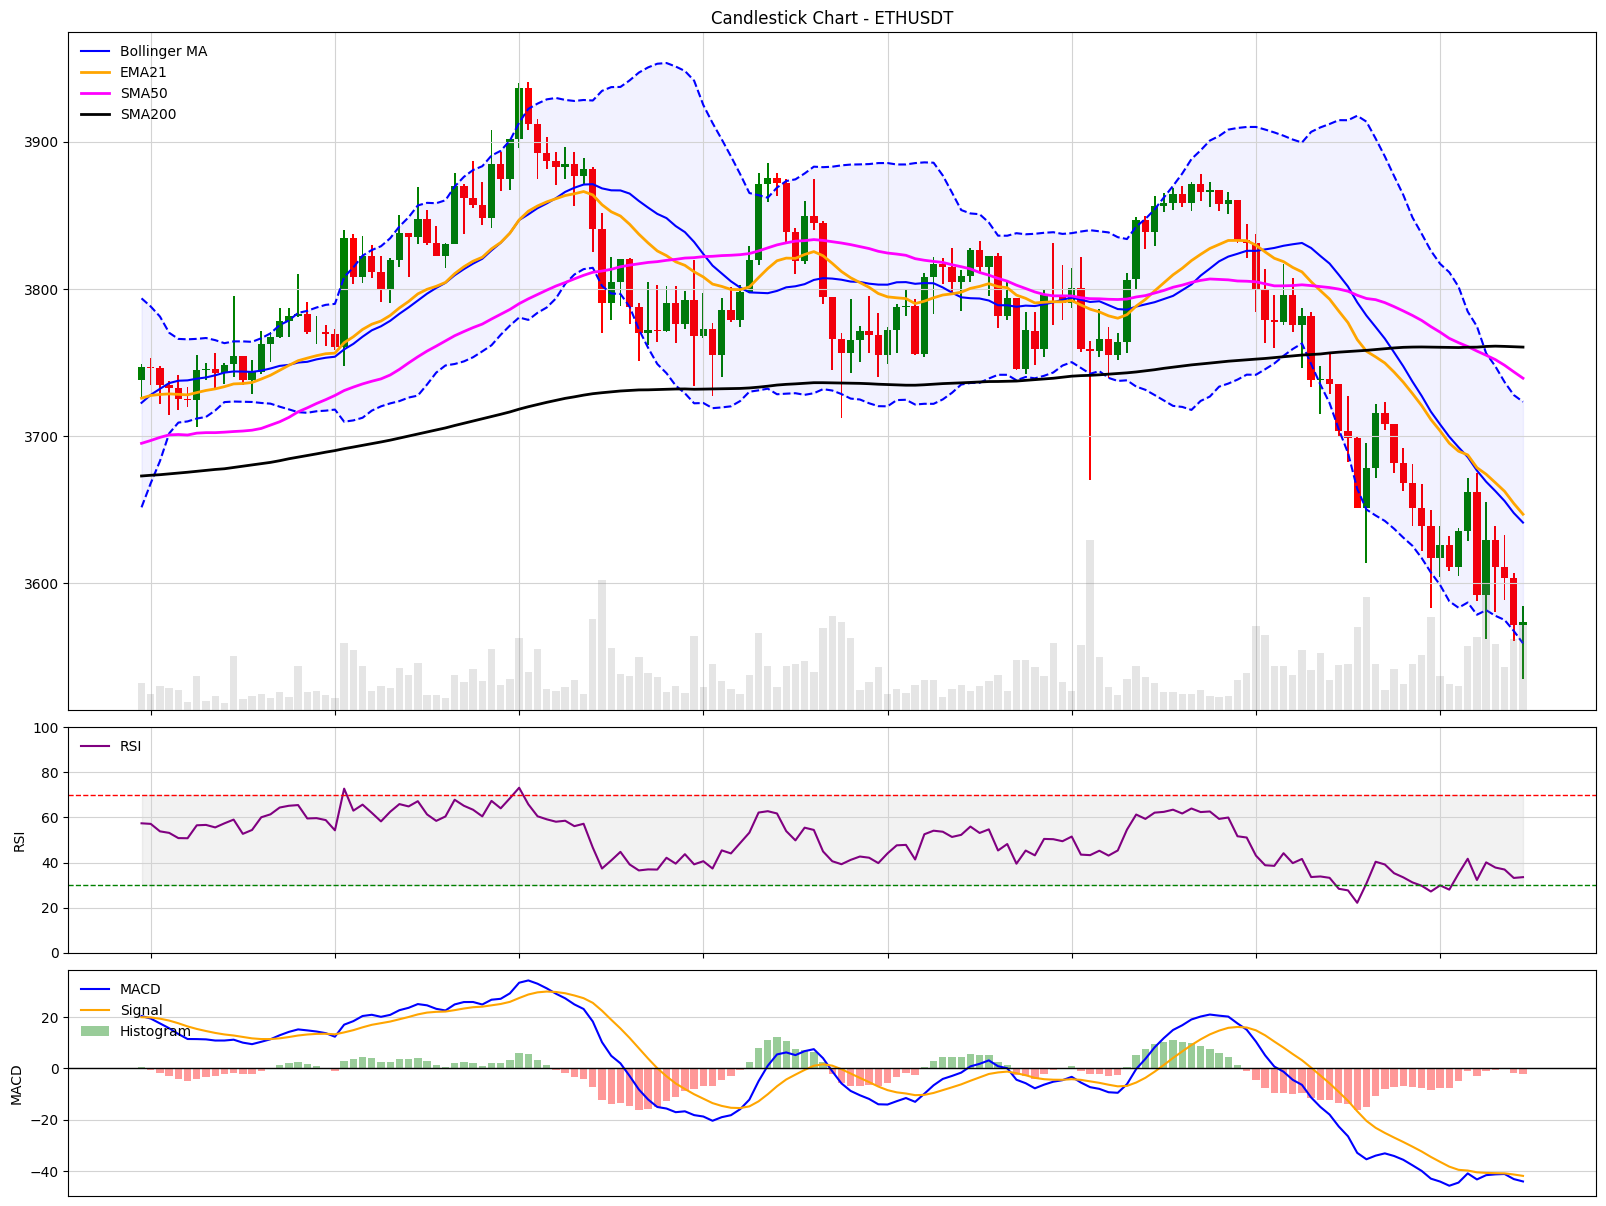 Candlestick Chart - ETHUSDT
Bollinger MA
EMA21
SMA50
SMA200
3900
3800
3700
3600
RSI
100
80
60
40
20
0
RSI
MACD
Signal
Histogram
20
0
−20
−40
MACD